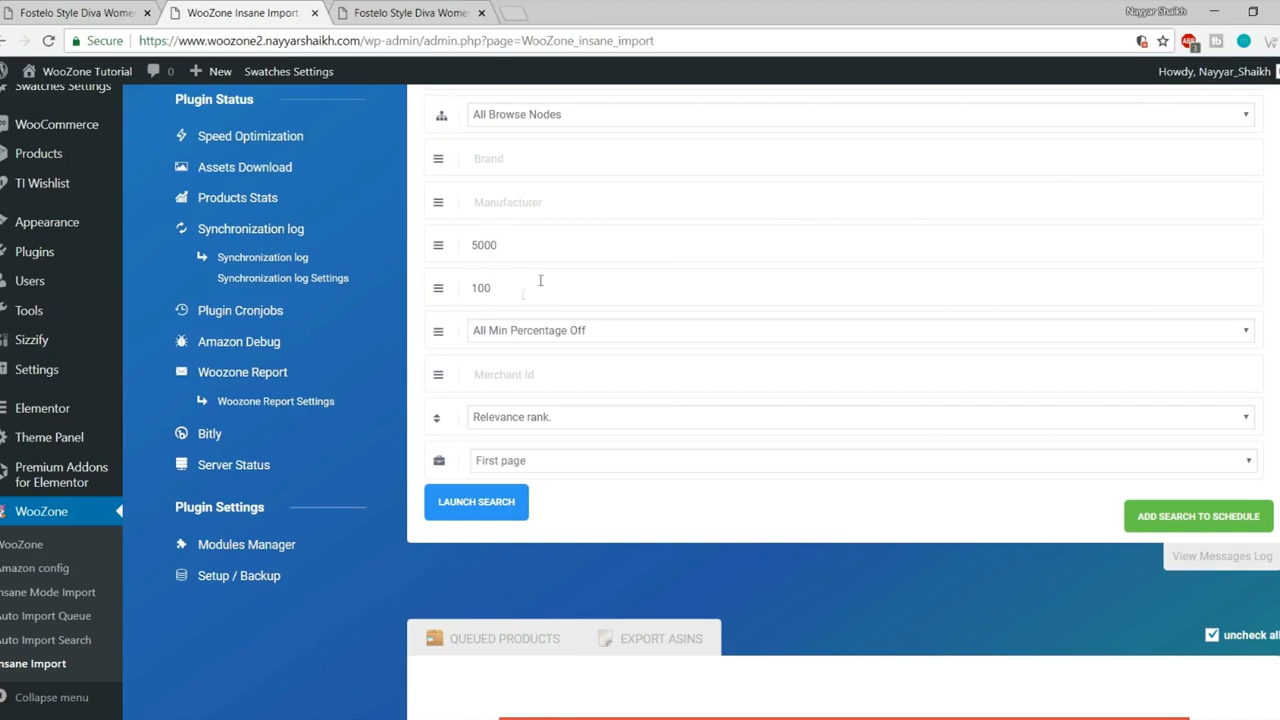 Fostelo Style Diva Wome
WooZone Insane Import
Fostelo Style Diva Wome
Nayyar Shaikh
Secure
https://www.woozone2.nayyarshaikh.com/wp-admin/admin.php?page=WooZone_insane_import
WooZone Tutorial
0
New
Swatches Settings
Howdy, Nayyar_Shaikh
Swatches Settings
WooCommerce
Products
TI Wishlist
Appearance
Plugins
Users
Tools
Sizzify
Settings
Elementor
Theme Panel
Premium Addons
for Elementor
WooZone
WooZone
Amazon config
nsane Mode Import
Auto Import Queue
Auto Import Search
nsane Import
Collapse menu
Plugin Status
Speed Optimization
Assets Download
Products Stats
Synchronization log
Synchronization log
Synchronization log Settings
Plugin Cronjobs
Amazon Debug
Woozone Report
Woozone Report Settings
Bitly
Server Status
Plugin Settings
Modules Manager
Setup / Backup
All Browse Nodes
Brand
Manufacturer
5000
100
All Min Percentage Off
Merchant Id
Relevance rank.
First page
LAUNCH SEARCH
ADD SEARCH TO SCHEDULE
View Messages Log
QUEUED PRODUCTS
EXPORT ASINS
uncheck all